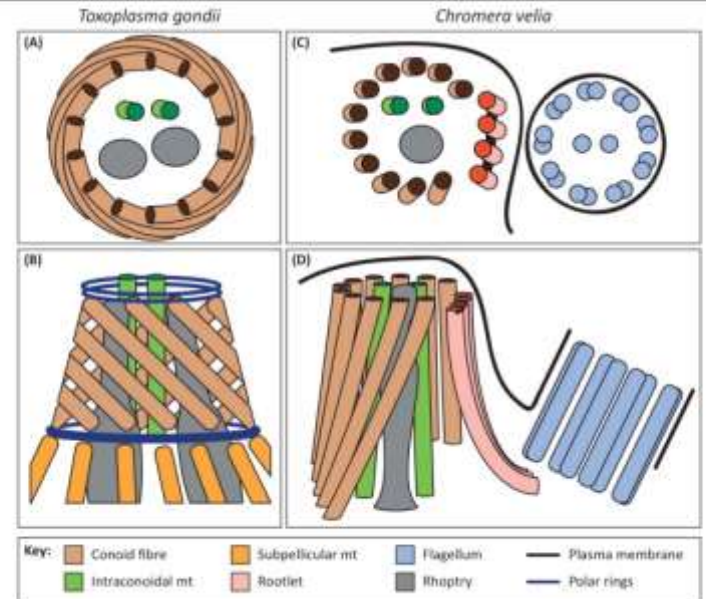 Toxoplasma gondii Chromera velia
(A) (C)
(B) (D)
Key: Conoid fibre Subpellicular mt Flagellum Plasma membrane
Intraconoidal mt Rootlet Rhoptry Polar rings